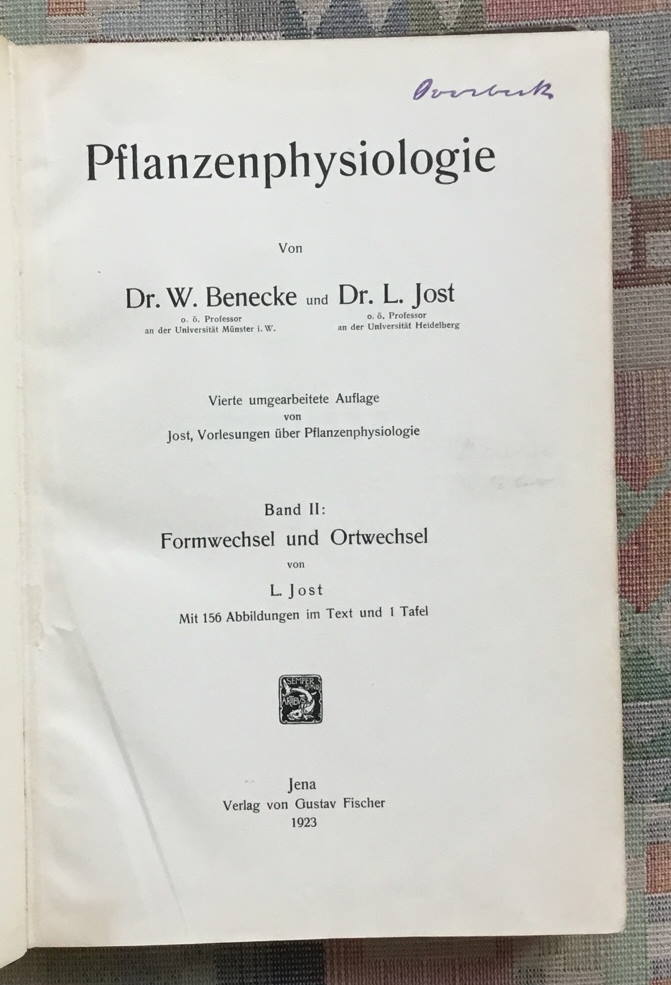 Overbeck
Pflanzenphysiologie
Von
Dr. W. Benecke und Dr. L. Jost
o. ö. Professor o. ö. Professor
an der Universität Münster i. W. an der Universität Heidelberg
Vierte umgearbeitete Auflage
von
Jost, Vorlesungen über Pflanzenphysiologie
Band II:
Formwechsel und Ortwechsel
von
L. Jost
Mit 156 Abbildungen im Text und 1 Tafel
SEMPER
ARTIBUS
Jena
Verlag von Gustav Fischer
1923